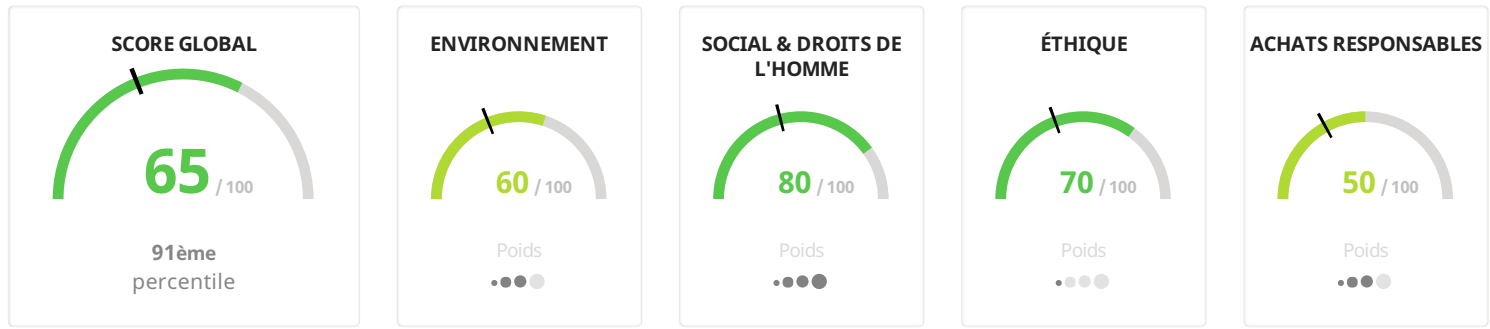 SCORE GLOBAL
65 / 100
91ème
percentile
ENVIRONNEMENT
60 / 100
Poids
SOCIAL & DROITS DE
L'HOMME
80 / 100
Poids
ÉTHIQUE
70 / 100
Poids
ACHATS RESPONSABLES
50 / 100
Poids